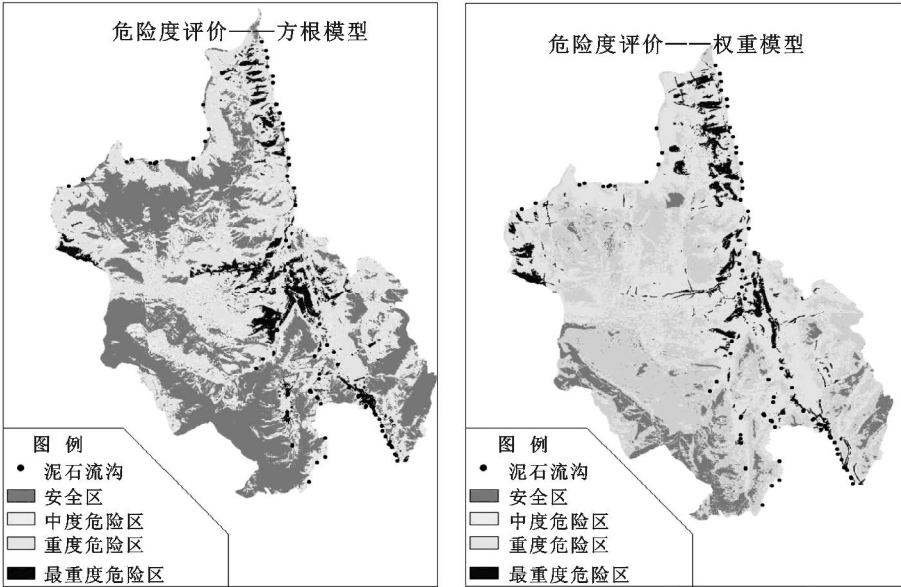 危险度评价——方根模型
图 例
泥石流沟
安全区
中度危险区
重度危险区
最重度危险区
危险度评价——权重模型
图 例
泥石流沟
安全区
中度危险区
重度危险区
最重度危险区